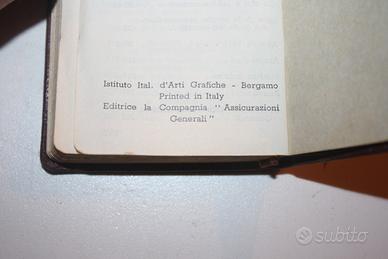 Istituto Ital. d'Arti Grafiche - Bergamo
Printed in Italy
Editrice la Compagnia "Assicurazioni
Generali"
subito